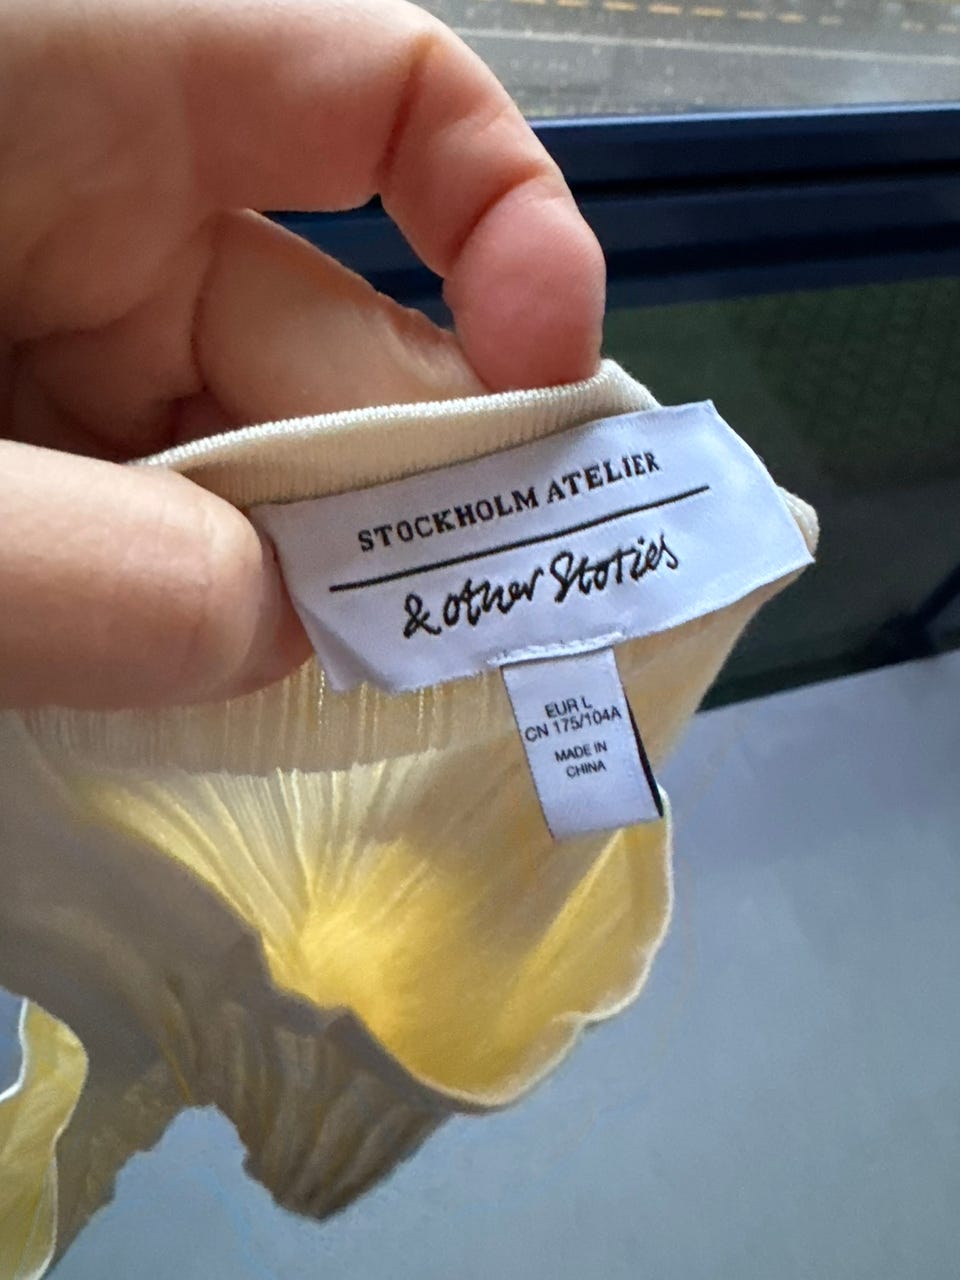 STOCKHOLM ATELIER
& other Stories
EUR L
CN 175/104A
MADE IN
CHINA